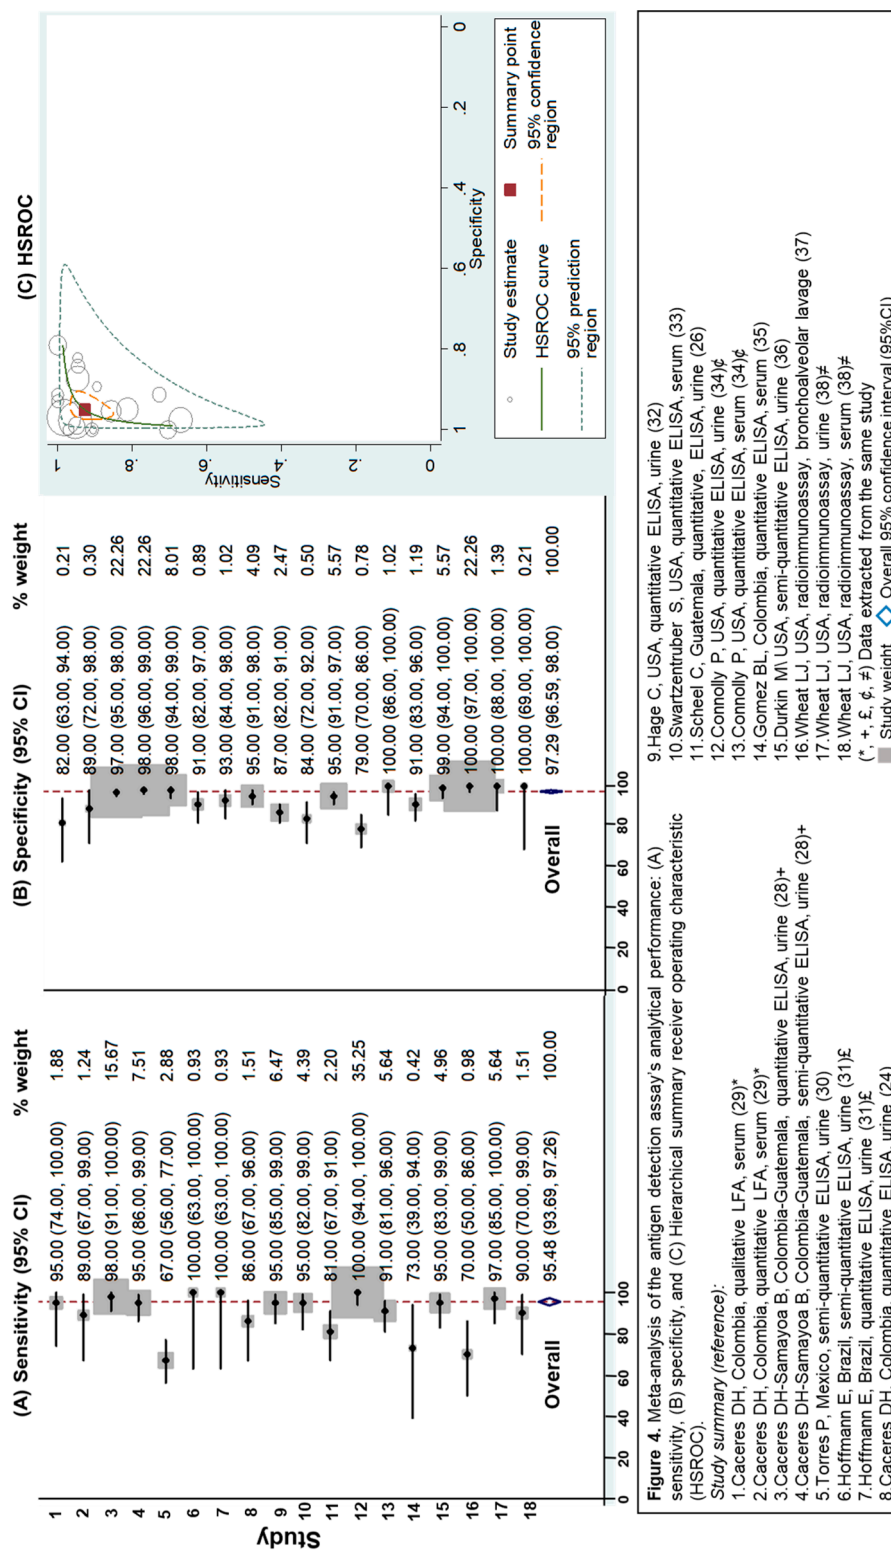 (A) Sensitivity (95% CI) % weight
Study
1 95.00 (74.00, 100.00) 1.88
2 89.00 (67.00, 99.00) 1.24
3 98.00 (91.00, 100.00) 15.67
4 95.00 (86.00, 99.00) 7.51
5 67.00 (56.00, 77.00) 2.88
6 100.00 (63.00, 100.00) 0.93
7 100.00 (63.00, 100.00) 0.93
8 86.00 (67.00, 96.00) 1.51
9 95.00 (85.00, 99.00) 6.47
10 95.00 (82.00, 99.00) 4.39
11 81.00 (67.00, 91.00) 2.20
12 100.00 (94.00, 100.00) 35.25
13 91.00 (81.00, 96.00) 5.64
14 73.00 (39.00, 94.00) 0.42
15 95.00 (83.00, 99.00) 4.96
16 70.00 (50.00, 86.00) 0.98
17 97.00 (85.00, 100.00) 5.64
18 90.00 (70.00, 99.00) 1.51
Overall 95.48 (93.69, 97.26) 100.00
0 20 40 60 80 100
(B) Specificity (95% CI) % weight
82.00 (63.00, 94.00) 0.21
89.00 (72.00, 98.00) 0.30
97.00 (95.00, 98.00) 22.26
98.00 (96.00, 99.00) 22.26
98.00 (94.00, 99.00) 8.01
91.00 (82.00, 97.00) 0.89
93.00 (84.00, 98.00) 1.02
95.00 (91.00, 98.00) 4.09
87.00 (82.00, 91.00) 2.47
84.00 (72.00, 92.00) 0.50
95.00 (91.00, 97.00) 5.57
79.00 (70.00, 86.00) 0.78
100.00 (86.00, 100.00) 1.02
91.00 (83.00, 96.00) 1.19
99.00 (94.00, 100.00) 5.57
100.00 (97.00, 100.00) 22.26
100.00 (88.00, 100.00) 1.39
100.00 (69.00, 100.00) 0.21
Overall 97.29 (96.59, 98.00) 100.00
0 20 40 60 80 100
(C) HSROC
1 .8 .6 .4 .2 0
Sensitivity
1 .8 .6 .4 .2 0
Specificity
Study estimate Summary point
HSROC curve 95% confidence
region
95% prediction
region
Figure 4. Meta-analysis of the antigen detection assay's analytical performance: (A)
sensitivity, (B) specificity, and (C) Hierarchical summary receiver operating characteristic
(HSROC).
Study summary (reference):
1.Caceres DH, Colombia, qualitative LFA, serum (29)*
2.Caceres DH, Colombia, quantitative LFA, serum (29)*
3.Caceres DH-Samayoa B, Colombia-Guatemala, quantitative ELISA, urine (28)+
4.Caceres DH-Samayoa B, Colombia-Guatemala, semi-quantitative ELISA, urine (28)+
5.Torres P, Mexico, semi-quantitative ELISA, urine (30)
6.Hoffmann E, Brazil, semi-quantitative ELISA, urine (31)£
7.Hoffmann E, Brazil, quantitative ELISA, urine (31)£
8.Caceres DH, Colombia, quantitative ELISA, urine (24)
9.Hage C, USA, quantitative ELISA, urine (32)
10.Swartzentruber S, USA, quantitative ELISA, serum (33)
11.Scheel C, Guatemala, quantitative, ELISA, urine (26)
12.Connolly P, USA, quantitative ELISA, urine (34)¢
13.Connolly P, USA, quantitative ELISA, serum (34)¢
14.Gomez BL, Colombia, quantitative ELISA, serum (35)
15.Durkin M\ USA, semi-quantitative ELISA, urine (36)
16.Wheat LJ, USA, radioimmunoassay, bronchoalveolar lavage (37)
17.Wheat LJ, USA, radioimmunoassay, urine (38)≠
18.Wheat LJ, USA, radioimmunoassay, serum (38)≠
(*, +, £, ¢, ≠) Data extracted from the same study
Study weight Overall 95% confidence interval (95%CI)